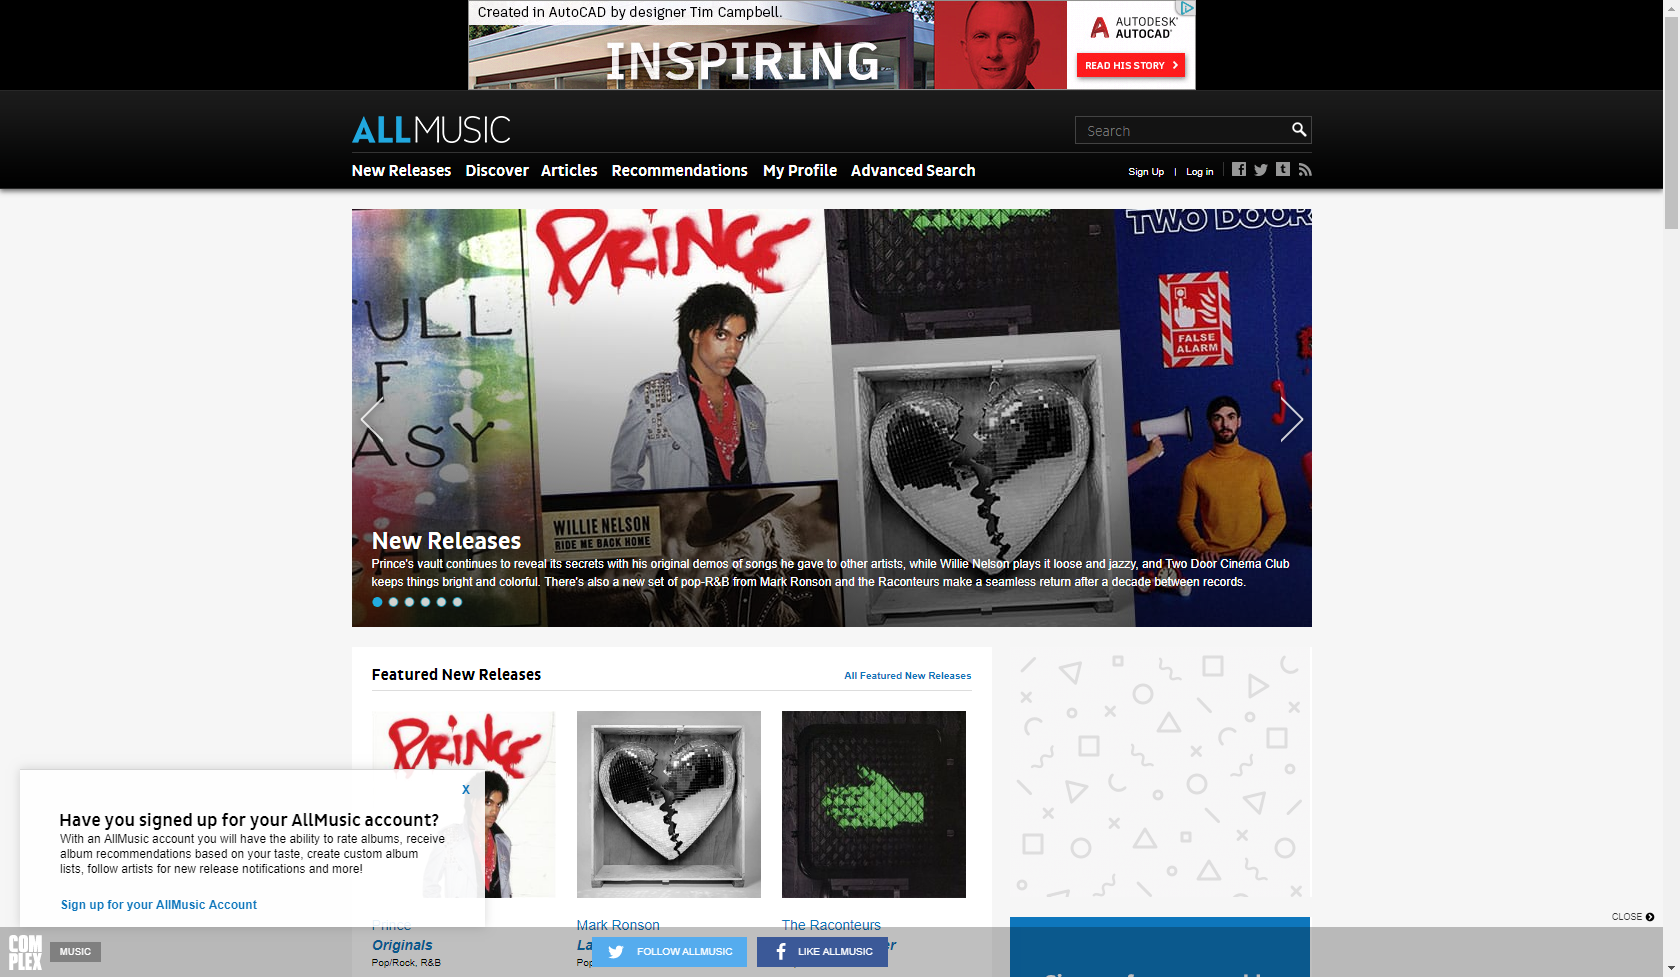 Created in AutoCAD by designer Tim Campbell.
INSPIRING
AUTODESK®
AUTOCAD®
READ HIS STORY
ALLMUSIC
Search
New Releases Discover Articles Recommendations My Profile Advanced Search
Sign Up | Log in
TWO DOOR
PRINCE
FULL
OF
EASY
FALSE
ALARM
WILLIE NELSON
RIDE ME BACK HOME
New Releases
Prince's vault continues to reveal its secrets with his original demos of songs he gave to other artists, while Willie Nelson plays it loose and jazzy, and Two Door Cinema Club
keeps things bright and colorful. There's also a new set of pop-R&B from Mark Ronson and the Raconteurs make a seamless return after a decade between records.
Featured New Releases
All Featured New Releases
PRINCE
X
Have you signed up for your AllMusic account?
With an AllMusic account you will have the ability to rate albums, receive
album recommendations based on your taste, create custom album
lists, follow artists for new release notifications and more!
Sign up for your AllMusic Account
Prince
Mark Ronson
The Raconteurs
Originals
La
er
Pop/Rock, R&B
Pop
CLOSE
COMPLEX
MUSIC
FOLLOW ALLMUSIC
LIKE ALLMUSIC